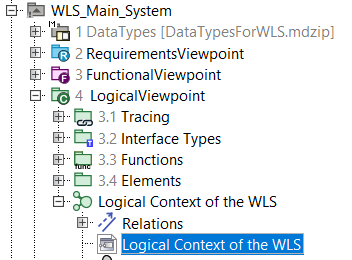 WLS_Main_System
1 DataTypes [DataTypesForWLS.mdzip]
2 RequirementsViewpoint
3 FunctionalViewpoint
4 LogicalViewpoint
3.1 Tracing
3.2 Interface Types
3.3 Functions
3.4 Elements
Logical Context of the WLS
Relations
Logical Context of the WLS